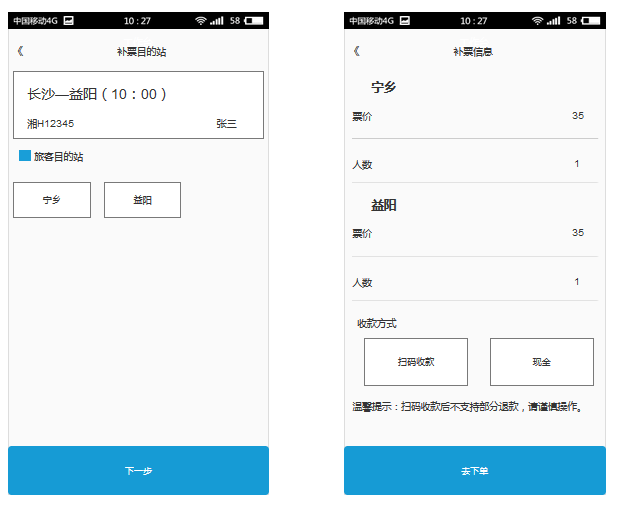 中国移动4G 10：27 58
《 补票目的站
长沙—益阳（10：00）
湘H12345 张三
旅客目的站
宁乡 益阳
下一步
中国移动4G 10：27 58
《 补票信息
宁乡
票价 35
人数 1
益阳
票价 35
人数 1
收款方式
扫码收款 现全
温馨提示：扫码收款后不支持部分退款，请谨慎操作。
去下单